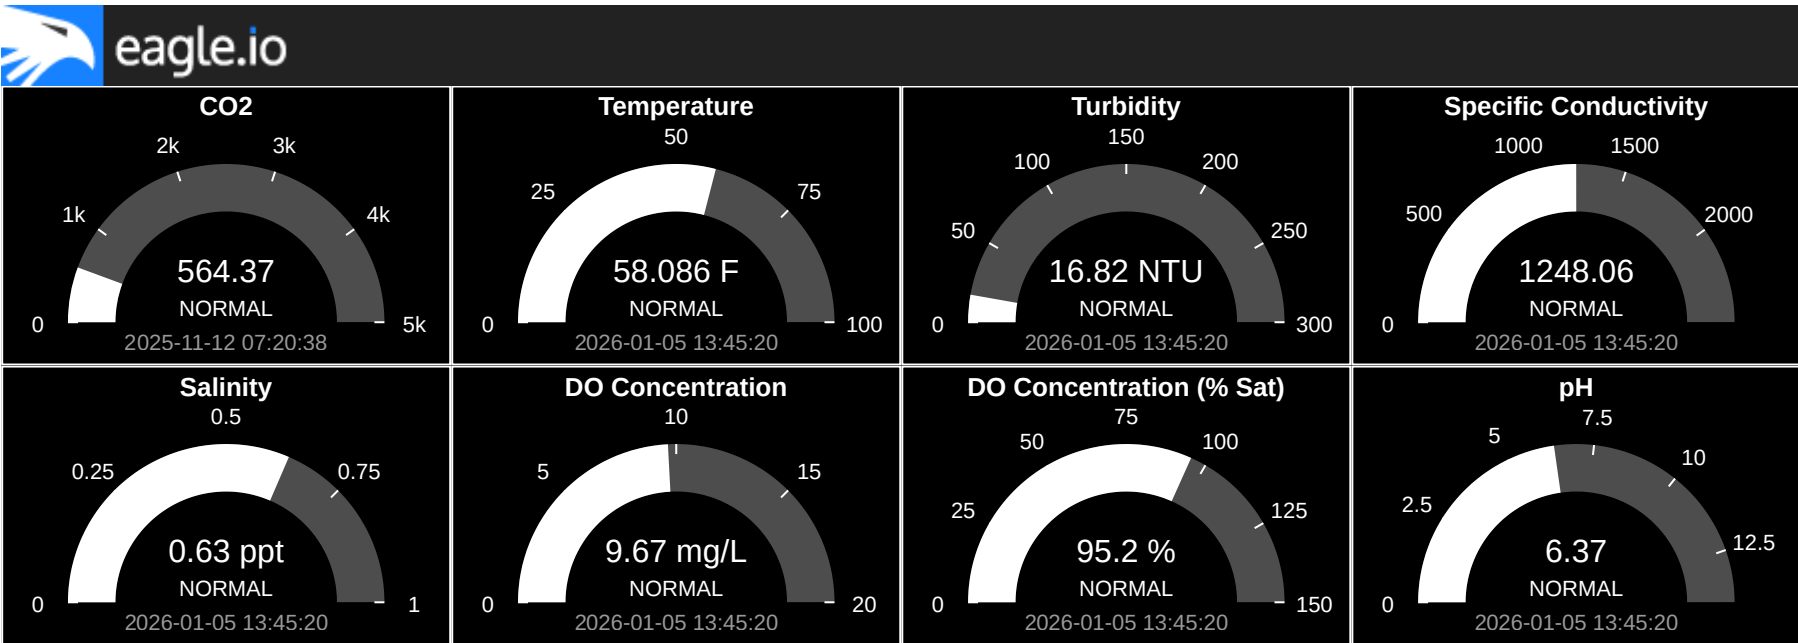 eagle.io
CO2
0
1k
2k
3k
4k
5k
564.37
NORMAL
2025-11-12 07:20:38
Temperature
0
25
50
75
100
58.086 F
NORMAL
2026-01-05 13:45:20
Turbidity
0
50
100
150
200
250
300
16.82 NTU
NORMAL
2026-01-05 13:45:20
Specific Conductivity
0
500
1000
1500
2000
1248.06
NORMAL
2026-01-05 13:45:20
Salinity
0
0.25
0.5
0.75
1
0.63 ppt
NORMAL
2026-01-05 13:45:20
DO Concentration
0
5
10
15
20
9.67 mg/L
NORMAL
2026-01-05 13:45:20
DO Concentration (% Sat)
0
25
50
75
100
125
150
95.2 %
NORMAL
2026-01-05 13:45:20
pH
0
2.5
5
7.5
10
12.5
6.37
NORMAL
2026-01-05 13:45:20